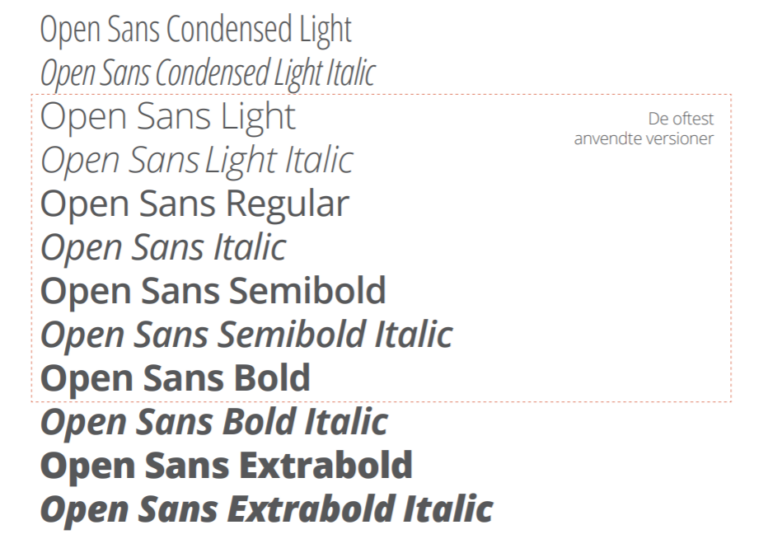 Open Sans Condensed Light
Open Sans Condensed Light Italic
Open Sans Light
De oftest
anvendte versioner
Open Sans Light Italic
Open Sans Regular
Open Sans Italic
Open Sans Semibold
Open Sans Semibold Italic
Open Sans Bold
Open Sans Bold Italic
Open Sans Extrabold
Open Sans Extrabold Italic